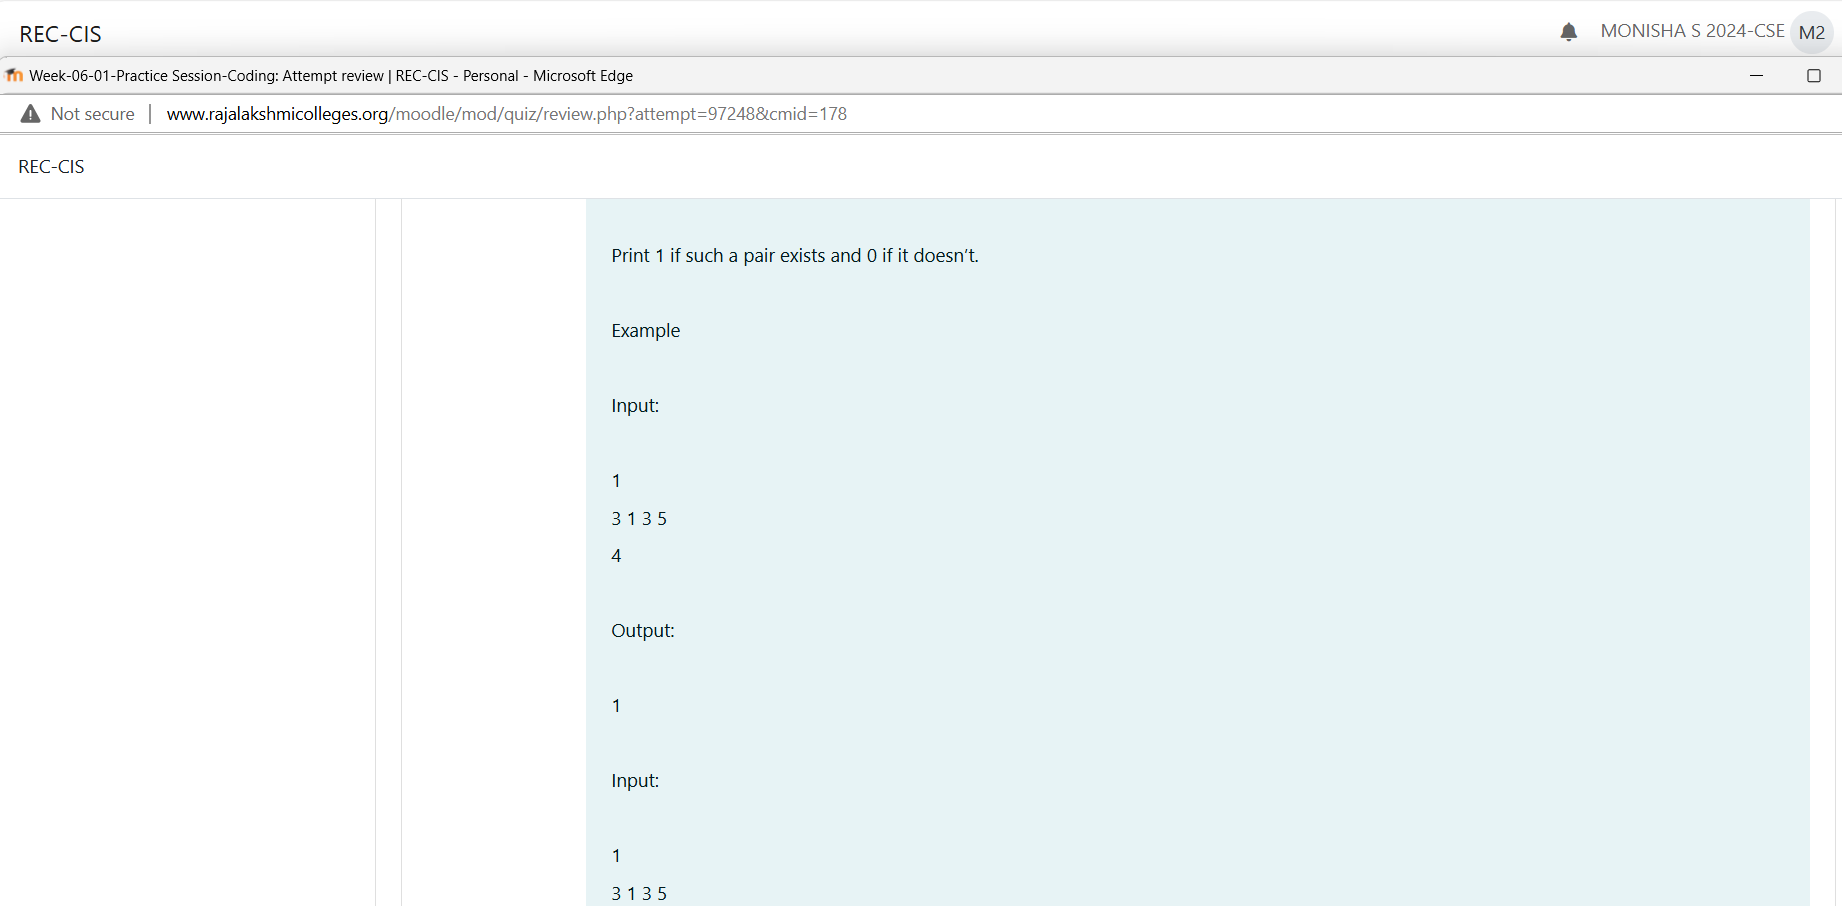 REC-CIS
MONISHA S 2024-CSE M2
Week-06-01-Practice Session-Coding: Attempt review | REC-CIS - Personal - Microsoft Edge
Not secure | www.rajalakshmicolleges.org/moodle/mod/quiz/review.php?attempt=97248&cmid=178
REC-CIS
Print 1 if such a pair exists and 0 if it doesn’t.
Example
Input:
1
3 1 3 5
4
Output:
1
Input:
1
3 1 3 5